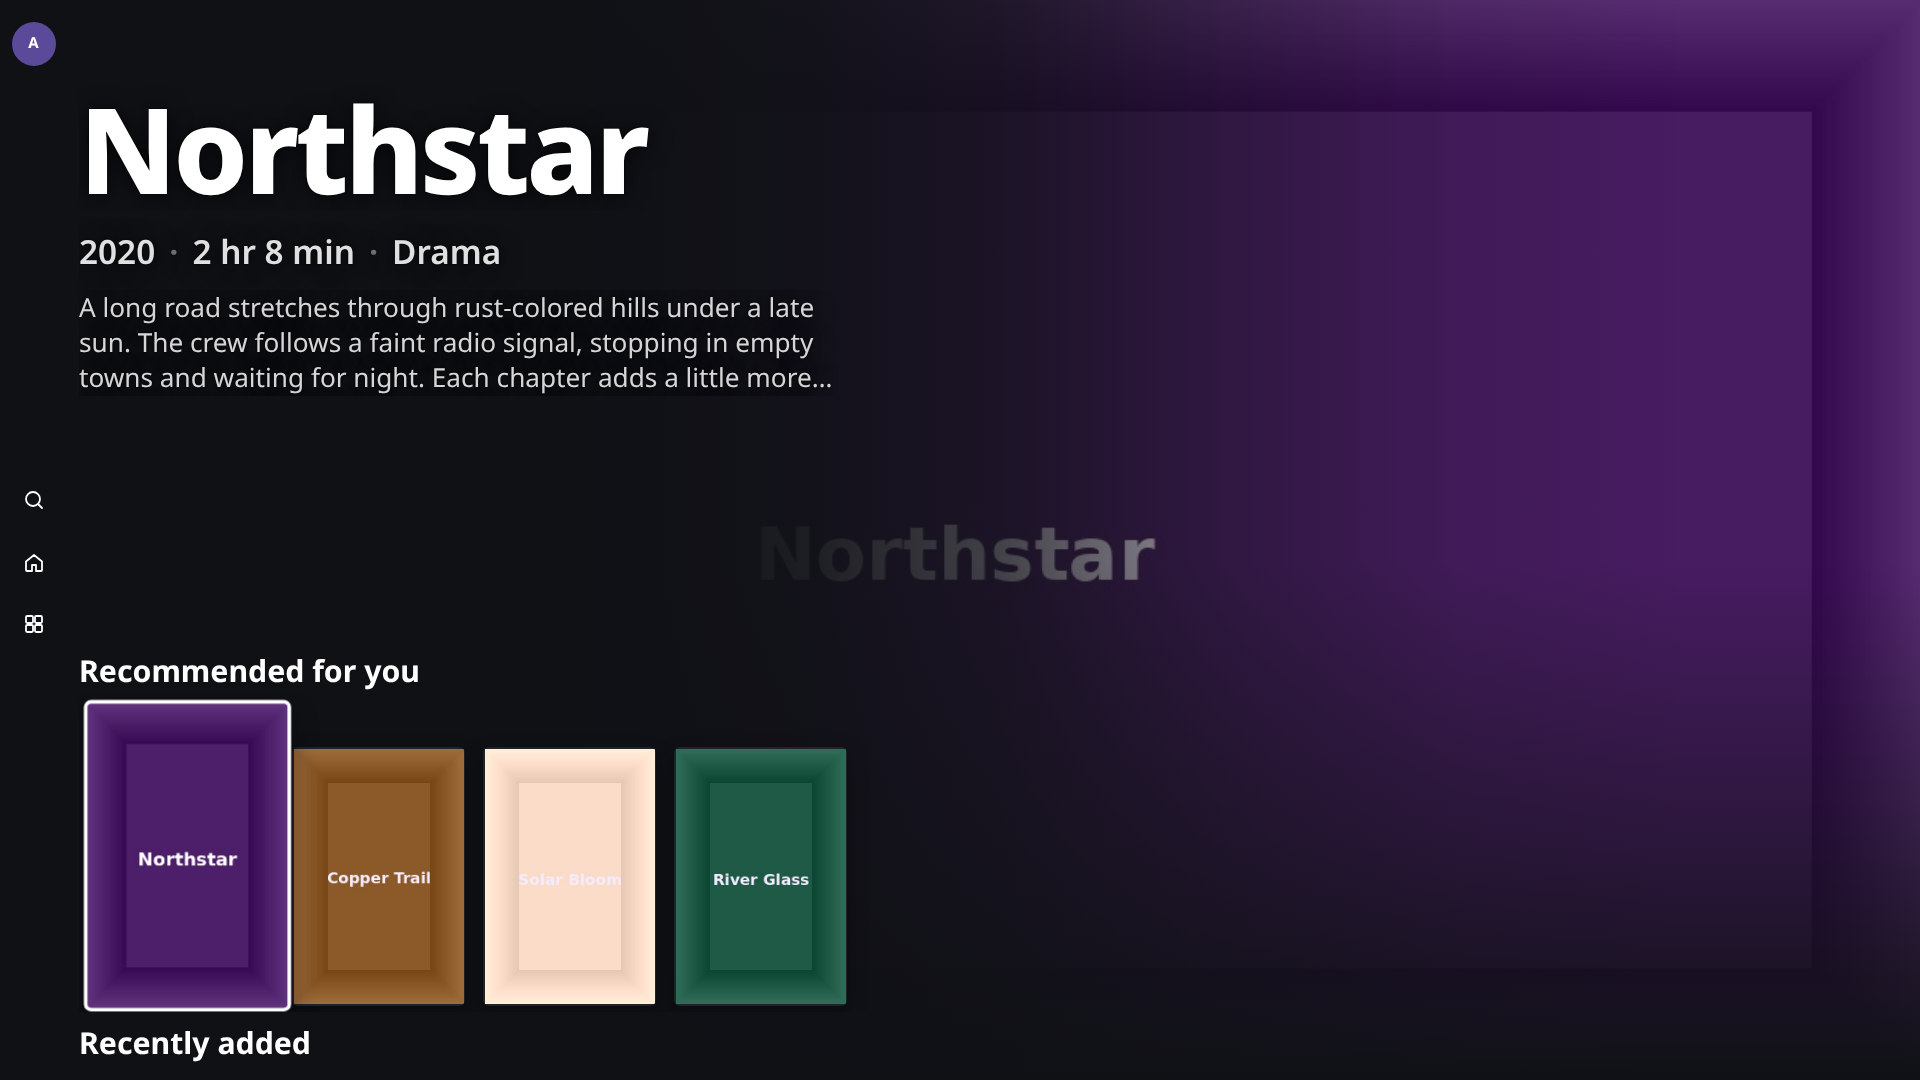 A
Northstar
2020 · 2 hr 8 min · Drama
A long road stretches through rust-colored hills under a late
sun. The crew follows a faint radio signal, stopping in empty
towns and waiting for night. Each chapter adds a little more...
Northstar
Recommended for you
Northstar
Copper Trail
Solar Bloom
River Glass
Recently added